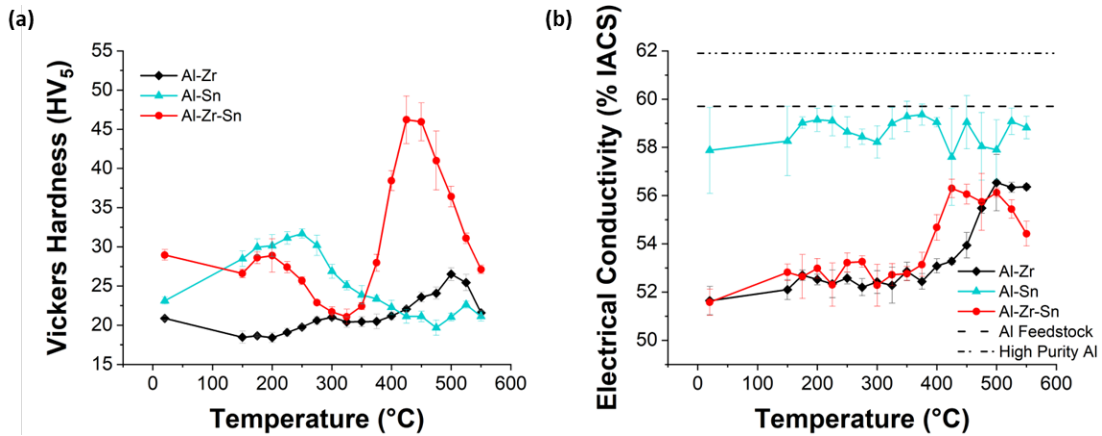 (a)
Vickers Hardness (HV5)
55
50
45
40
35
30
25
20
15
Al-Zr
Al-Sn
Al-Zr-Sn
0
100
200
300
400
500
600
Temperature (°C)
(b)
Electrical Conductivity (% IACS)
62
60
58
56
54
52
50
Al-Zr
Al-Sn
Al-Zr-Sn
Al Feedstock
High Purity Al
0
100
200
300
400
500
600
Temperature (°C)